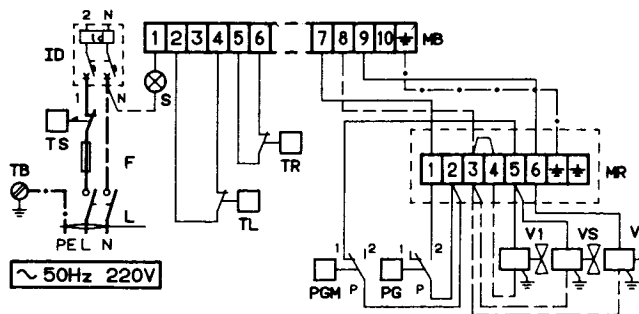 2 N
Id
ID
1 2 3 4 5 6
7 8 9 10
MB
1 N
S
TS
TR
F
TB
TL
L
PE L N
~ 50Hz 220V
1 2 3 4 5 6
MR
V1 VS V
1 2
PGM P
1 2
PG P